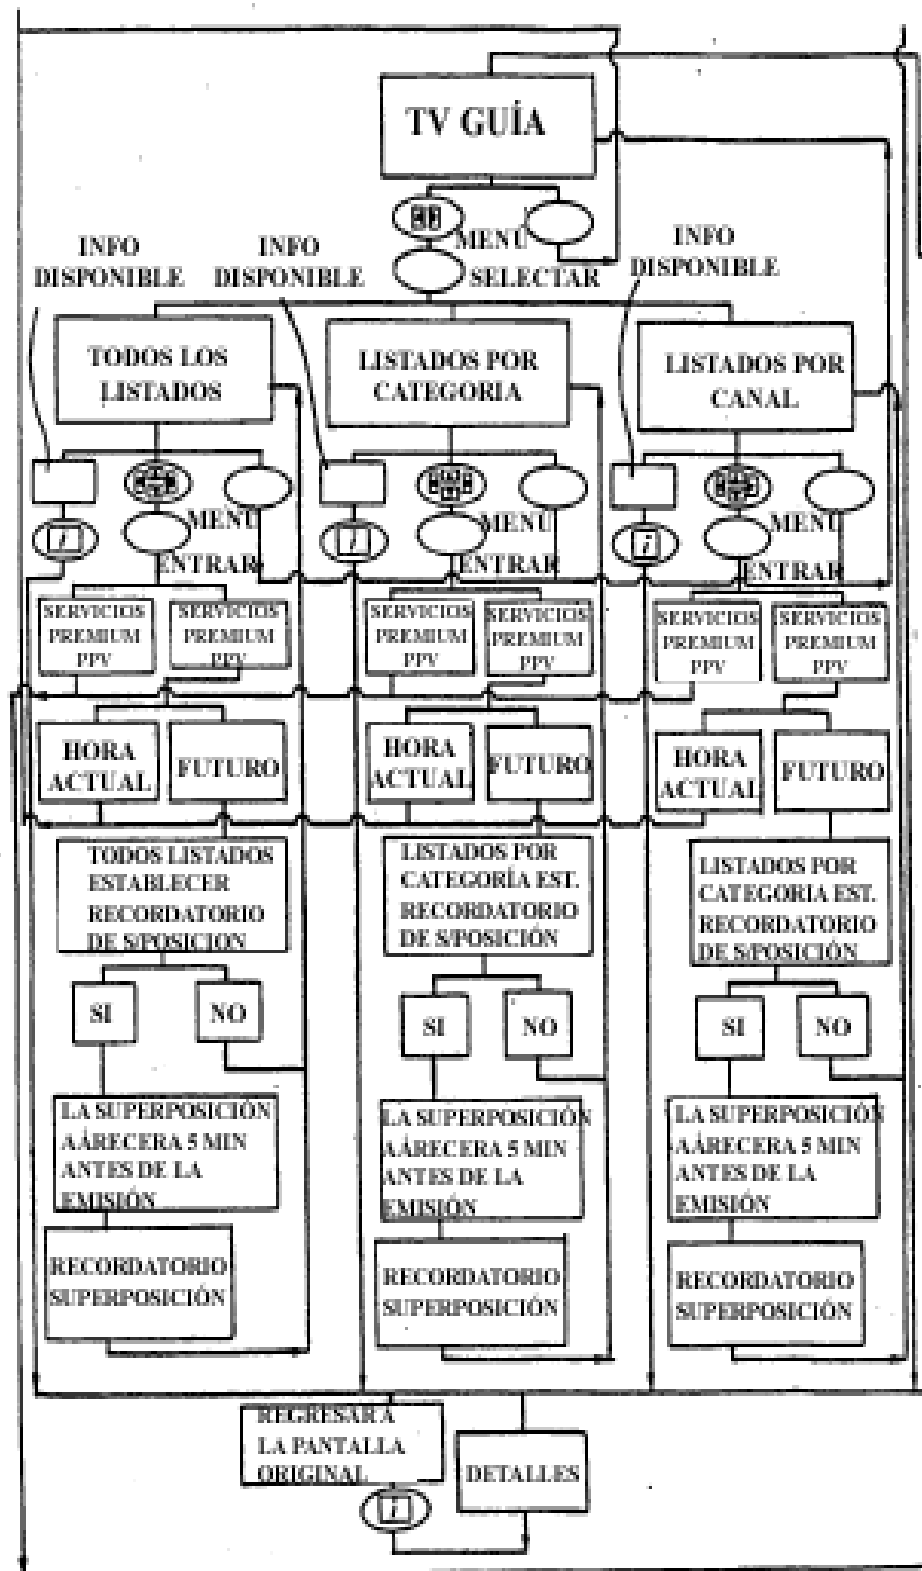 TV GUÍA
MENÚ
SELECTAR
INFO
DISPONIBLE
INFO
DISPONIBLE
INFO
DISPONIBLE
TODOS LOS
LISTADOS
LISTADOS POR
CATEGORIA
LISTADOS POR
CANAL
MENÚ
ENTRAR
i
MENÚ
ENTRAR
i
MENÚ
ENTRAR
i
SERVICIOS
PREMIUM
PPV
SERVICIOS
PREMIUM
PPV
SERVICIOS
PREMIUM
PPV
SERVICIOS
PREMIUM
PPV
SERVICIOS
PREMIUM
PPV
SERVICIOS
PREMIUM
PPV
HORA
ACTUAL
FUTURO
HORA
ACTUAL
FUTURO
HORA
ACTUAL
FUTURO
TODOS LISTADOS
ESTABLECER
RECORDATORIO
DE S/POSICION
LISTADOS POR
CATEGORÍA EST.
RECORDATORIO
DE S/POSICIÓN
LISTADOS POR
CATEGORIA EST.
RECORDATORIO
DE S/POSICIÓN
SI
NO
SI
NO
SI
NO
LA SUPERPOSICIÓN
AÁRECERA 5 MIN
ANTES DE LA
EMISIÓN
LA SUPERPOSICIÓN
AÁRECERA 5 MIN
ANTES DE LA
EMISIÓN
LA SUPERPOSICIÓN
AÁRECERA 5 MIN
ANTES DE LA
EMISIÓN
RECORDATORIO
SUPERPOSICIÓN
RECORDATORIO
SUPERPOSICIÓN
RECORDATORIO
SUPERPOSICIÓN
REGRESAR A
LA PANTALLA
ORIGINAL
i
DETALLES